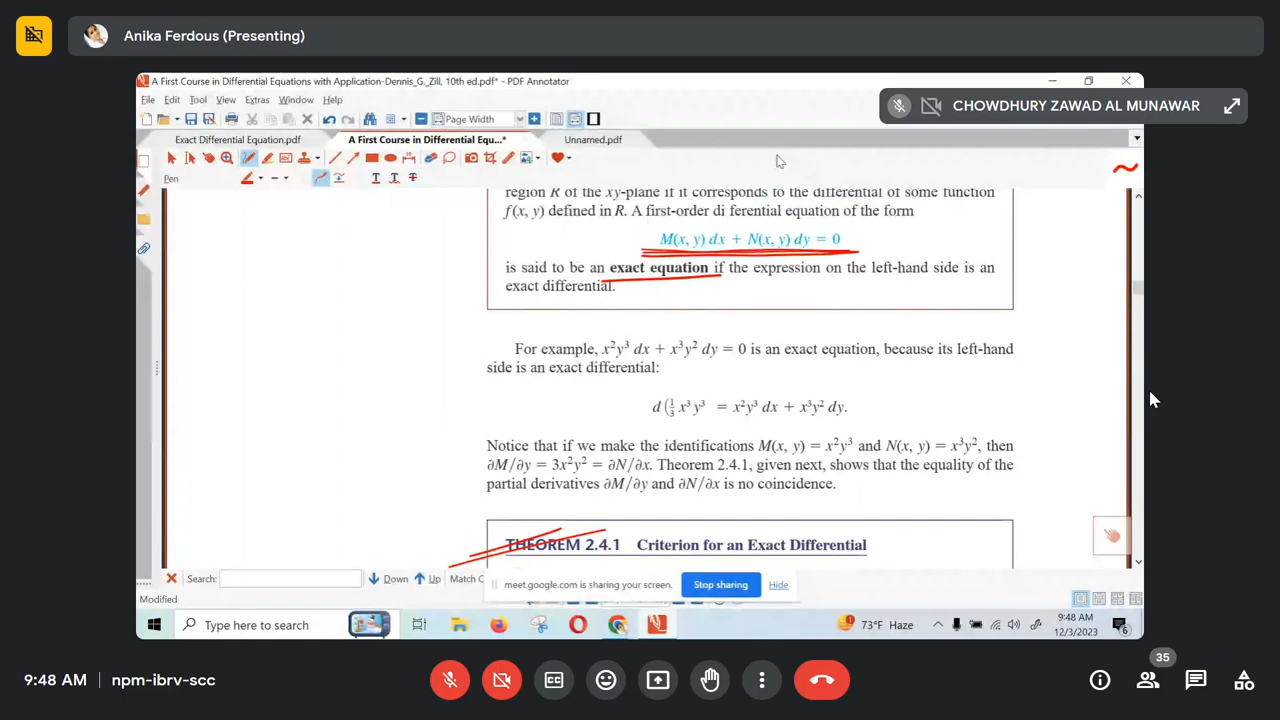 Anika Ferdous (Presenting)
A First Course in Differential Equations with Application-Dennis_G._Zill, 10th ed.pdf* - PDF Annotator
CHOWDHURY ZAWAD AL MUNAWAR
File Edit Tool View Extras Window Help
Page Width
Exact Differential Equation.pdf A First Course in Differential Equ...* Unnamed.pdf
Pen
region R of the xy-plane if it corresponds to the differential of some function
f(x, y) defined in R. A first-order di ferential equation of the form
M(x, y) dx + N(x, y) dy = 0
is said to be an exact equation if the expression on the left-hand side is an
exact differential.
For example, x²y³ dx + x³y² dy = 0 is an exact equation, because its left-hand
side is an exact differential:
d (1/3 x³ y³ = x²y³ dx + x³y² dy.
Notice that if we make the identifications M(x, y) = x²y³ and N(x, y) = x³y², then
∂M/∂y = 3x²y² = ∂N/∂x. Theorem 2.4.1, given next, shows that the equality of the
partial derivatives ∂M/∂y and ∂N/∂x is no coincidence.
THEOREM 2.4.1 Criterion for an Exact Differential
Search: Down Up Match
meet.google.com is sharing your screen. Stop sharing Hide
Modified
Type here to search
73°F Haze
9:48 AM
12/3/2023
6
35
9:48 AM | npm-ibrv-scc